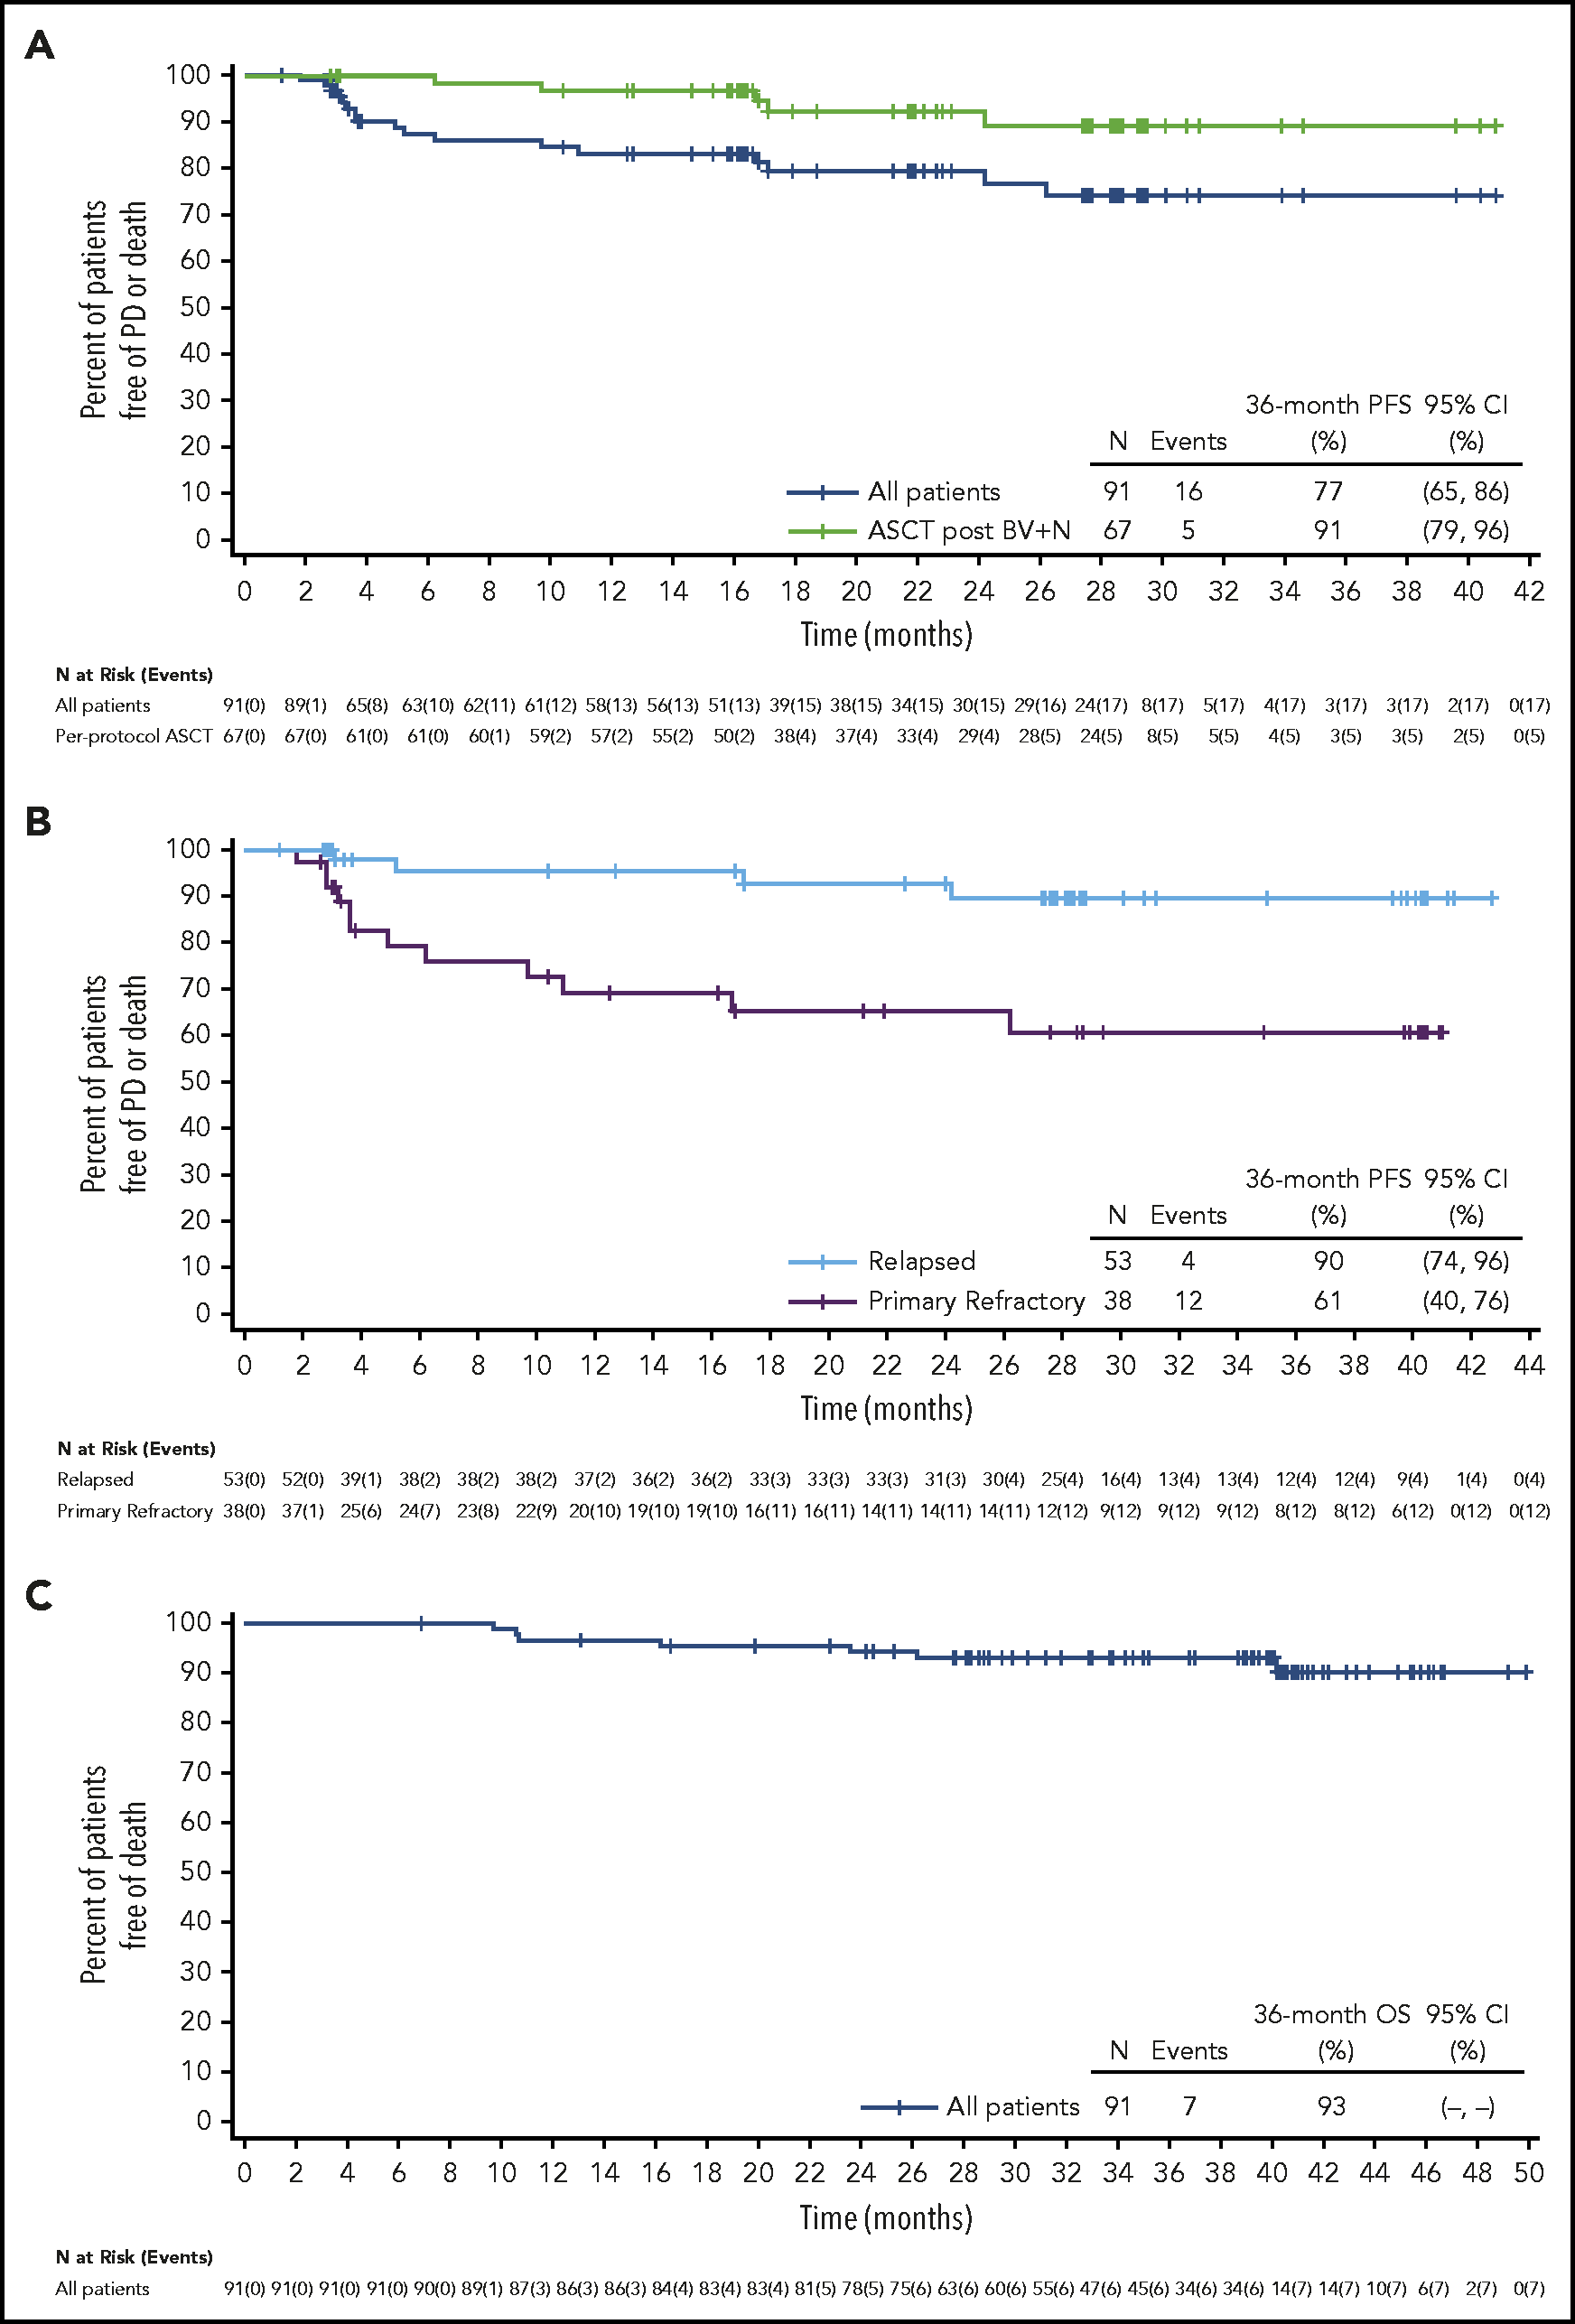 A
100
90
80
70
60
50
40
30
20
10
0
Percent of patients
free of PD or death
36-month PFS 95% CI
N Events (%) (%)
All patients 91 16 77 (65, 86)
ASCT post BV+N 67 5 91 (79, 96)
0 2 4 6 8 10 12 14 16 18 20 22 24 26 28 30 32 34 36 38 40 42
Time (months)
N at Risk (Events)
All patients 91(0) 89(1) 65(8) 63(10) 62(11) 61(12) 58(13) 56(13) 51(13) 39(15) 38(15) 34(15) 30(15) 29(16) 24(17) 8(17) 5(17) 4(17) 3(17) 3(17) 2(17) 0(17)
Per-protocol ASCT 67(0) 67(0) 61(0) 61(0) 60(1) 59(2) 57(2) 55(2) 50(2) 38(4) 37(4) 33(4) 29(4) 28(5) 24(5) 8(5) 5(5) 4(5) 3(5) 3(5) 2(5) 0(5)
B
100
90
80
70
60
50
40
30
20
10
0
Percent of patients
free of PD or death
36-month PFS 95% CI
N Events (%) (%)
Relapsed 53 4 90 (74, 96)
Primary Refractory 38 12 61 (40, 76)
0 2 4 6 8 10 12 14 16 18 20 22 24 26 28 30 32 34 36 38 40 42 44
Time (months)
N at Risk (Events)
Relapsed 53(0) 52(0) 39(1) 38(2) 38(2) 38(2) 37(2) 36(2) 36(2) 33(3) 33(3) 33(3) 31(3) 30(4) 25(4) 16(4) 13(4) 13(4) 12(4) 12(4) 9(4) 1(4) 0(4)
Primary Refractory 38(0) 37(1) 25(6) 24(7) 23(8) 22(9) 20(10) 19(10) 19(10) 16(11) 16(11) 14(11) 14(11) 14(11) 12(12) 9(12) 9(12) 9(12) 8(12) 8(12) 6(12) 0(12) 0(12)
C
100
90
80
70
60
50
40
30
20
10
0
Percent of patients
free of death
36-month OS 95% CI
N Events (%) (%)
All patients 91 7 93 (–, –)
0 2 4 6 8 10 12 14 16 18 20 22 24 26 28 30 32 34 36 38 40 42 44 46 48 50
Time (months)
N at Risk (Events)
All patients 91(0) 91(0) 91(0) 91(0) 90(0) 89(1) 87(3) 86(3) 86(3) 84(4) 83(4) 83(4) 81(5) 78(5) 75(6) 63(6) 60(6) 55(6) 47(6) 45(6) 34(6) 34(6) 14(7) 14(7) 10(7) 6(7) 2(7) 0(7)